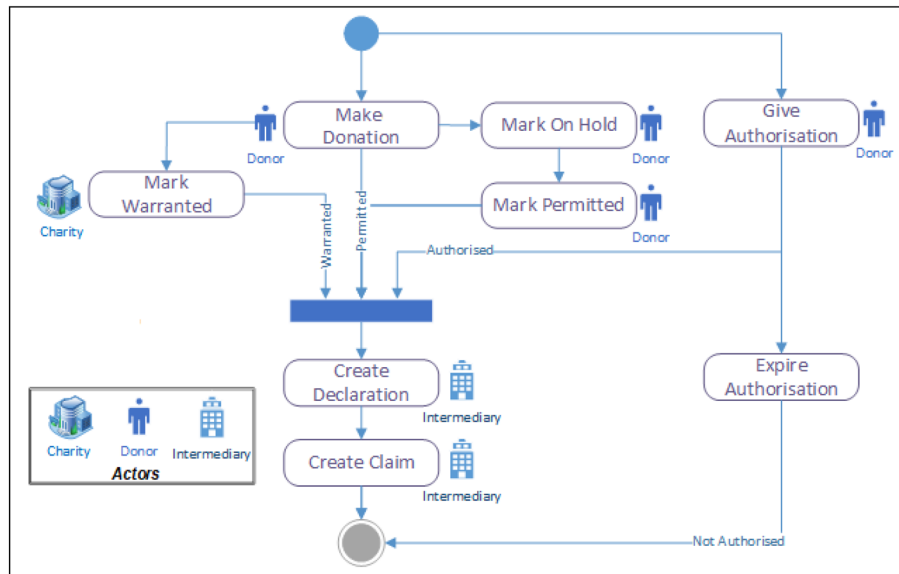 Make
Donation
Donor
Mark On Hold
Donor
Give
Authorisation
Donor
Mark
Warranted
Charity
Mark Permitted
Donor
Warranted
Permitted
Authorised
Create
Declaration
Intermediary
Expire
Authorisation
Create Claim
Intermediary
Charity
Donor
Intermediary
Actors
Not Authorised